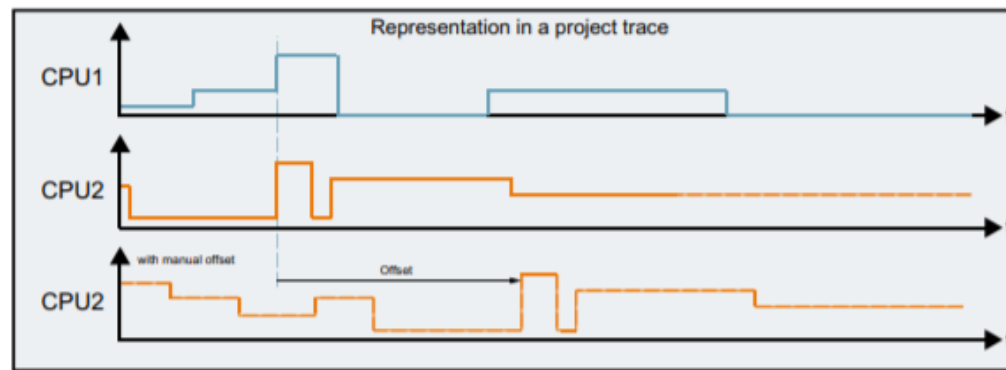 Representation in a project trace
CPU1
CPU2
with manual offset
Offset
CPU2